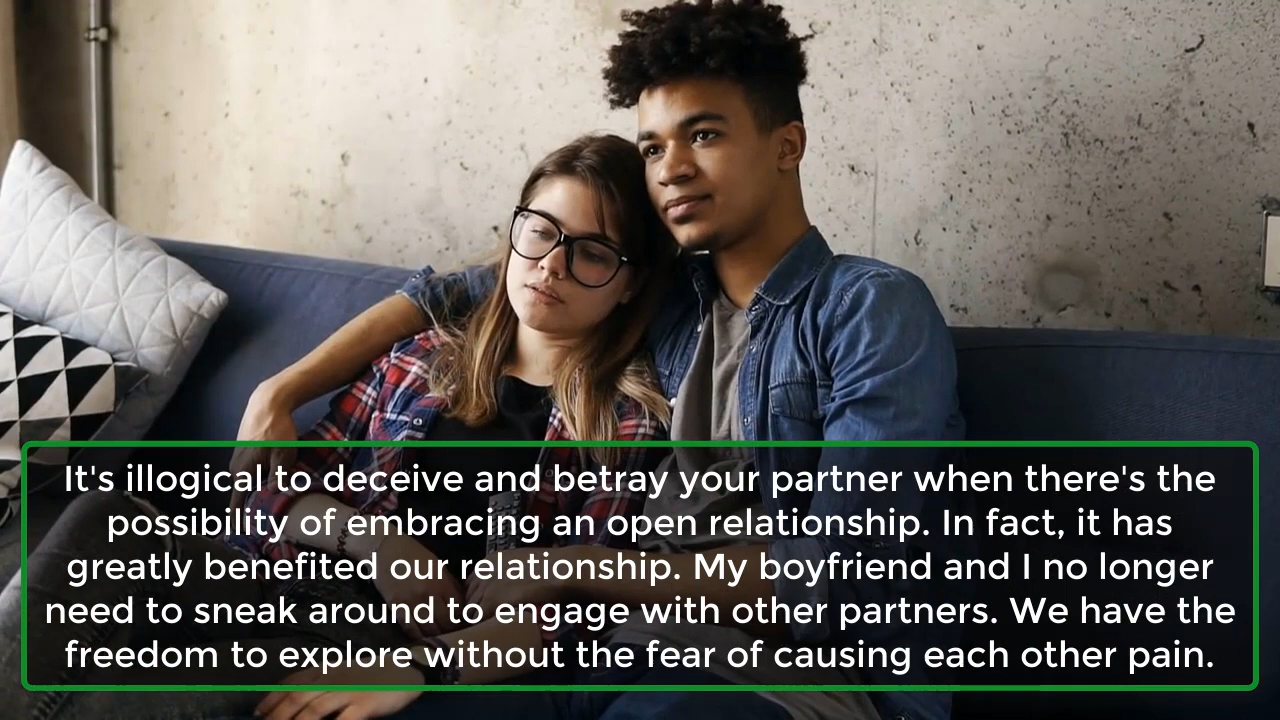 It's illogical to deceive and betray your partner when there's the
possibility of embracing an open relationship. In fact, it has
greatly benefited our relationship. My boyfriend and I no longer
need to sneak around to engage with other partners. We have the
freedom to explore without the fear of causing each other pain.